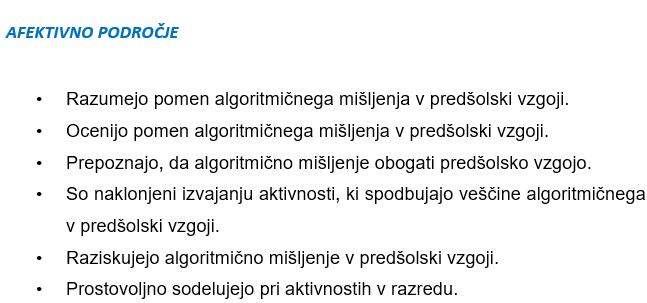 AFEKTIVNO PODROČJE
• Razumejo pomen algoritmičnega mišljenja v predšolski vzgoji.
• Ocenijo pomen algoritmičnega mišljenja v predšolski vzgoji.
• Prepoznajo, da algoritmično mišljenje obogati predšolsko vzgojo.
• So naklonjeni izvajanju aktivnosti, ki spodbujajo veščine algoritmičnega
v predšolski vzgoji.
• Raziskujejo algoritmično mišljenje v predšolski vzgoji.
• Prostovoljno sodelujejo pri aktivnostih v razredu.